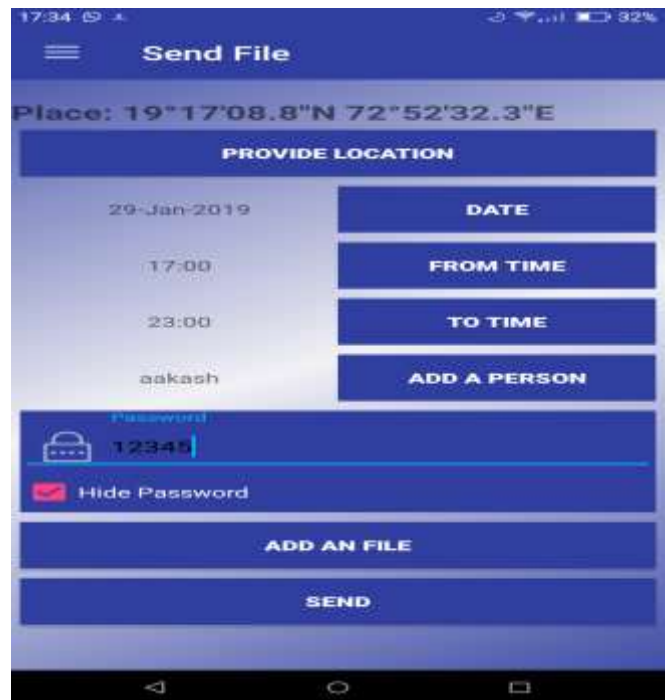 17:34 32%
Send File
Place: 19°17'08.8"N 72°52'32.3"E
PROVIDE LOCATION
29-Jan-2019 DATE
17:00 FROM TIME
23:00 TO TIME
aakash ADD A PERSON
Password
12345
Hide Password
ADD AN FILE
SEND